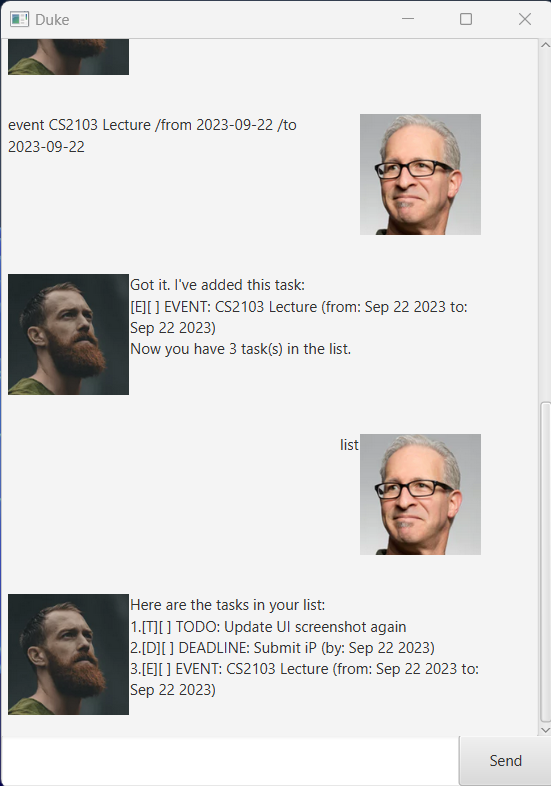 Duke
event CS2103 Lecture /from 2023-09-22 /to
2023-09-22
Got it. I've added this task:
[E][ ] EVENT: CS2103 Lecture (from: Sep 22 2023 to:
Sep 22 2023)
Now you have 3 task(s) in the list.
list
Here are the tasks in your list:
1.[T][ ] TODO: Update UI screenshot again
2.[D][ ] DEADLINE: Submit iP (by: Sep 22 2023)
3.[E][ ] EVENT: CS2103 Lecture (from: Sep 22 2023 to:
Sep 22 2023)
Send